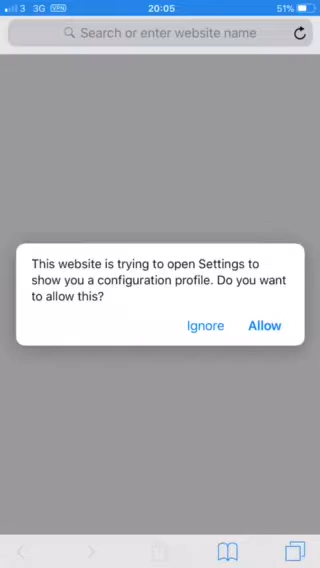 3 3G VPN 20:05 51%
Search or enter website name
This website is trying to open Settings to
show you a configuration profile. Do you want
to allow this?
Ignore Allow